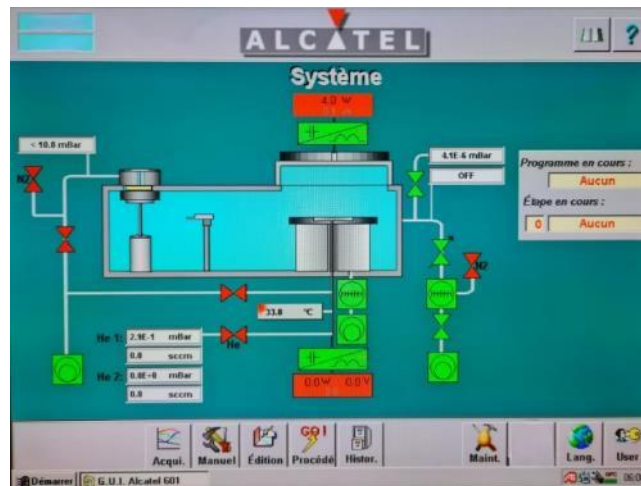 ALCATEL
?
Système
4.0 W
< 10.0 mBar
4.1E-6 mBar
N2
OFF
Programme en cours :
Aucun
Étape en cours :
0 Aucun
N2
33.8 °C
He 1: 2.9E-1 mBar
He
0.0 sccm
He 2: 0.0E+0 mBar
0.0W 0.0 V
0.0 sccm
GO !
Acqui. Manuel Édition Procédé Histor. Maint. Lang. User
Démarrer G.U.I. Alcatel 601